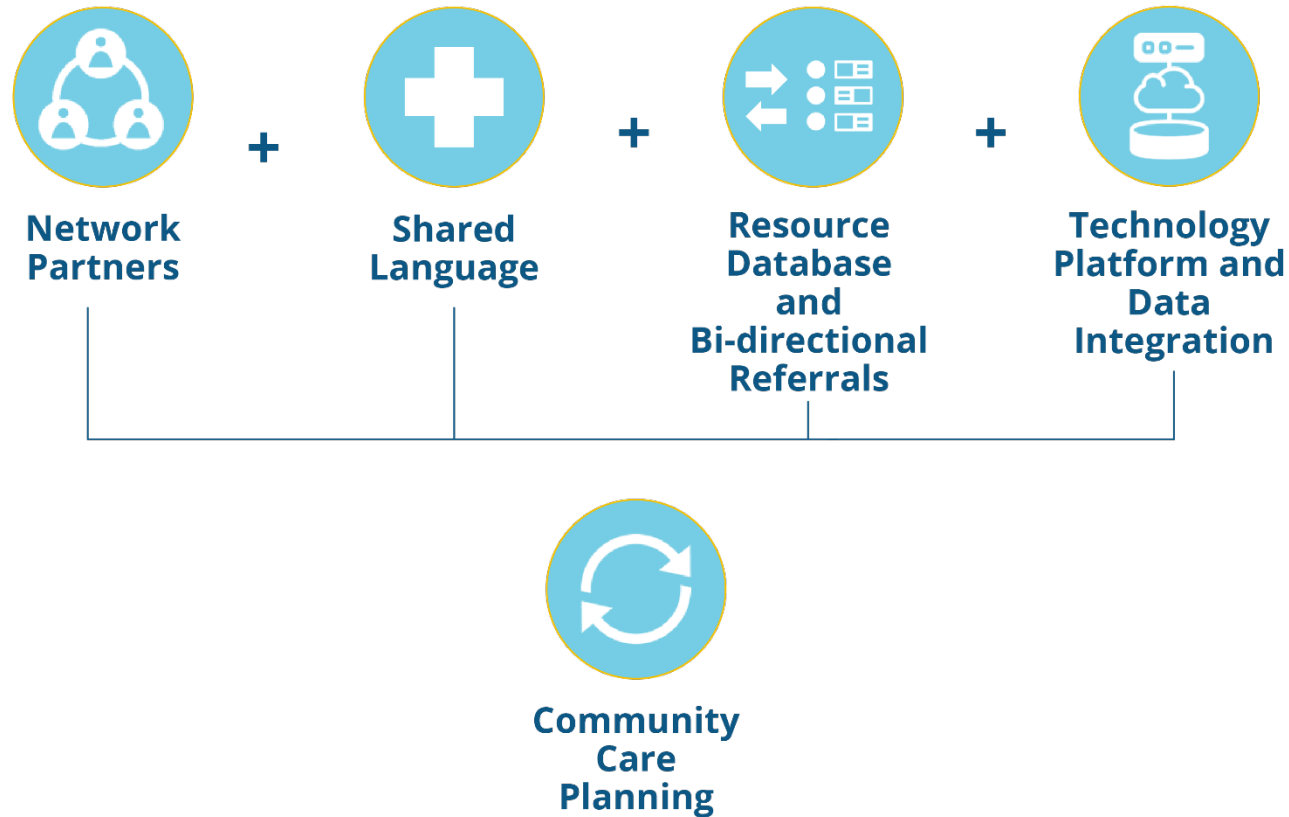 Network
Partners
+
Shared
Language
+
Resource
Database
and
Bi-directional
Referrals
+
Technology
Platform and
Data
Integration
Community
Care
Planning